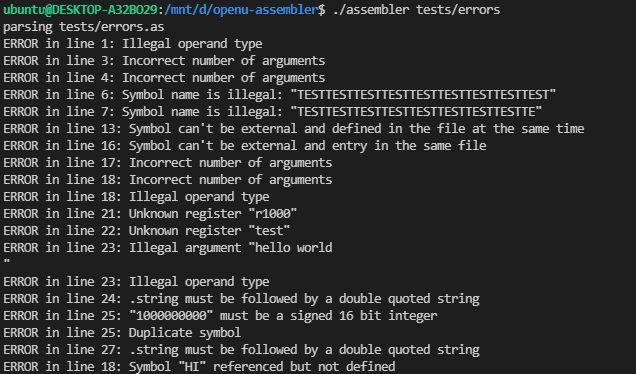 ubuntu@DESKTOP-A32BO29:/mnt/d/openu-assembler$ ./assembler tests/errors
parsing tests/errors.as
ERROR in line 1: Illegal operand type
ERROR in line 3: Incorrect number of arguments
ERROR in line 4: Incorrect number of arguments
ERROR in line 6: Symbol name is illegal: "TESTTESTTESTTESTTESTTESTTESTTESTTEST"
ERROR in line 7: Symbol name is illegal: "TESTTESTTESTTESTTESTTESTTESTTESTTE"
ERROR in line 13: Symbol can't be external and defined in the file at the same time
ERROR in line 16: Symbol can't be external and entry in the same file
ERROR in line 17: Incorrect number of arguments
ERROR in line 18: Incorrect number of arguments
ERROR in line 18: Illegal operand type
ERROR in line 21: Unknown register "r1000"
ERROR in line 22: Unknown register "test"
ERROR in line 23: Illegal argument "hello world
"
ERROR in line 23: Illegal operand type
ERROR in line 24: .string must be followed by a double quoted string
ERROR in line 25: "1000000000" must be a signed 16 bit integer
ERROR in line 25: Duplicate symbol
ERROR in line 27: .string must be followed by a double quoted string
ERROR in line 18: Symbol "HI" referenced but not defined